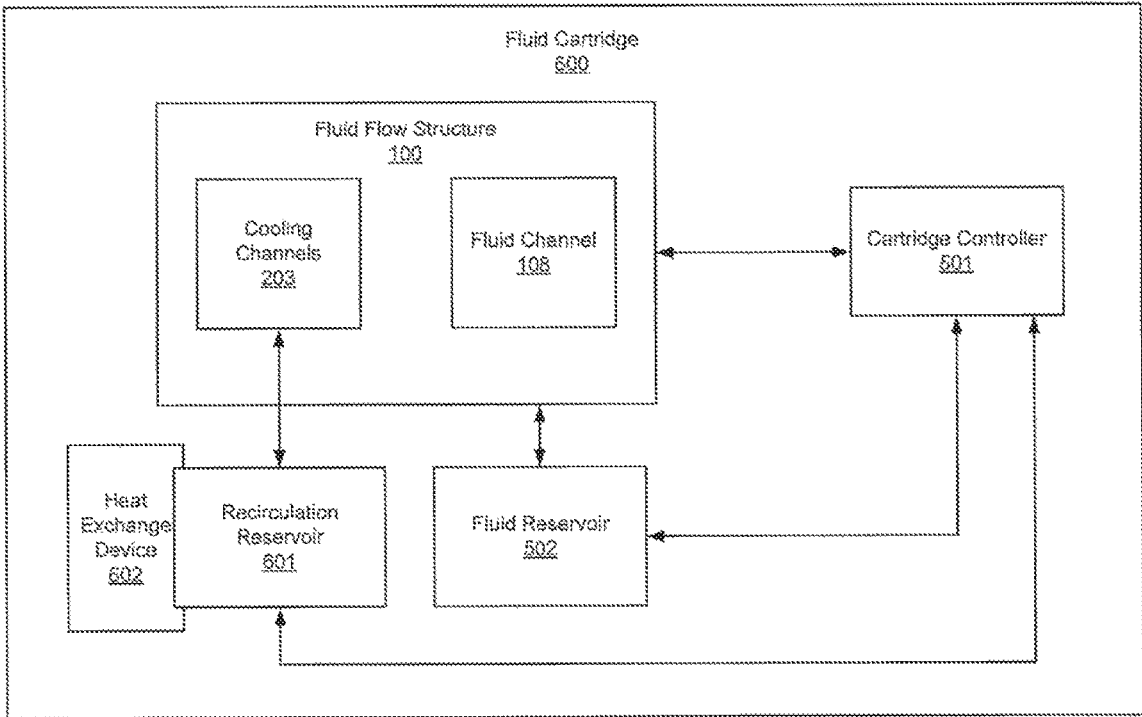 Fluid Cartridge
600
Fluid Flow Structure
100
Cooling
Channels
203
Fluid Channel
108
Cartridge Controller
501
Heat
Exchange
Device
602
Recirculation
Reservoir
601
Fluid Reservoir
502